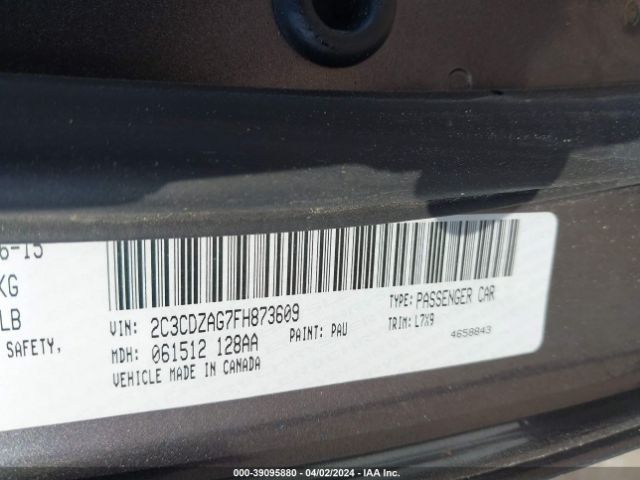 6-15
KG
LB
SAFETY,
VIN: 2C3CDZAG7FH873609
TYPE: PASSENGER CAR
MDH: 061512 128AA
PAINT: PAU
TRIM: L7X9
VEHICLE MADE IN CANADA
4658843
000-39095880 - 04/02/2024 - IAA Inc.